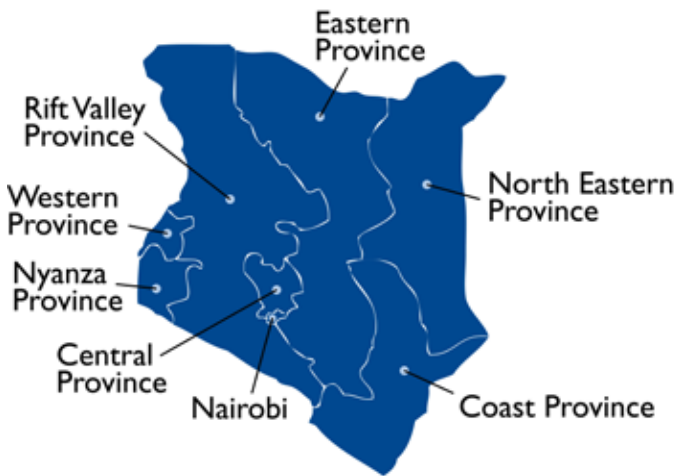 Eastern
Province
Rift Valley
Province
Western
Province
North Eastern
Province
Nyanza
Province
Central
Province
Nairobi
Coast Province